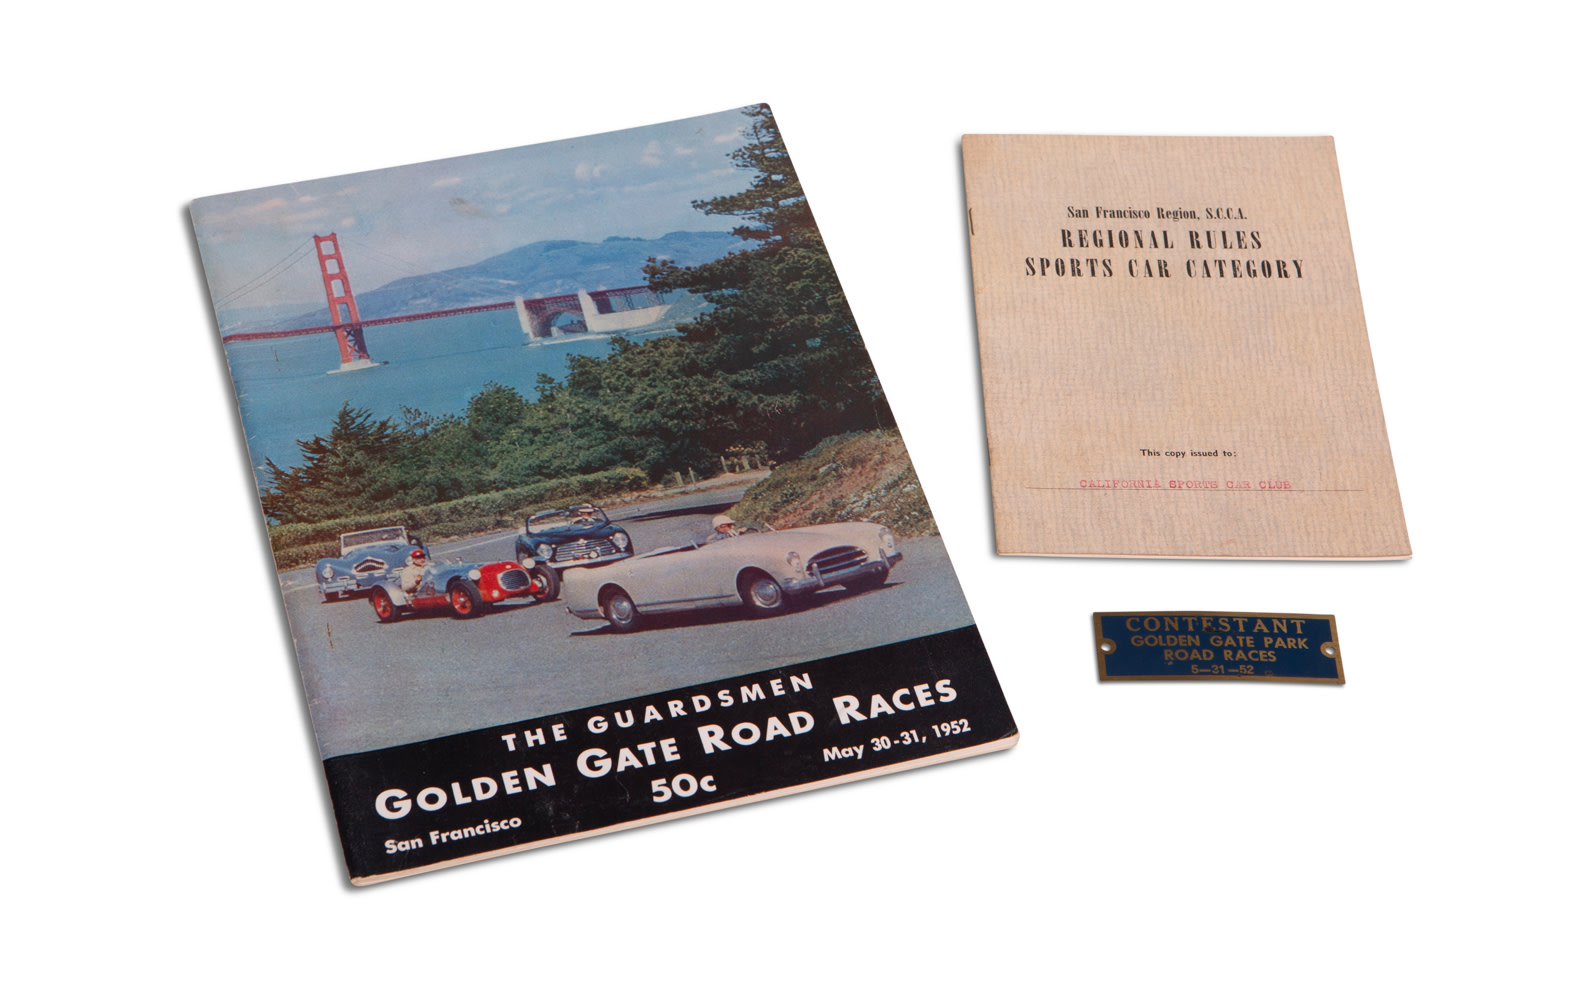 THE GUARDSMEN
GOLDEN GATE ROAD RACES
San Francisco
50c
May 30-31, 1952
San Francisco Region, S.C.C.A.
REGIONAL RULES
SPORTS CAR CATEGORY
This copy issued to:
CALIFORNIA SPORTS CAR CLUB
CONTESTANT
GOLDEN GATE PARK
ROAD RACES
5-31-52